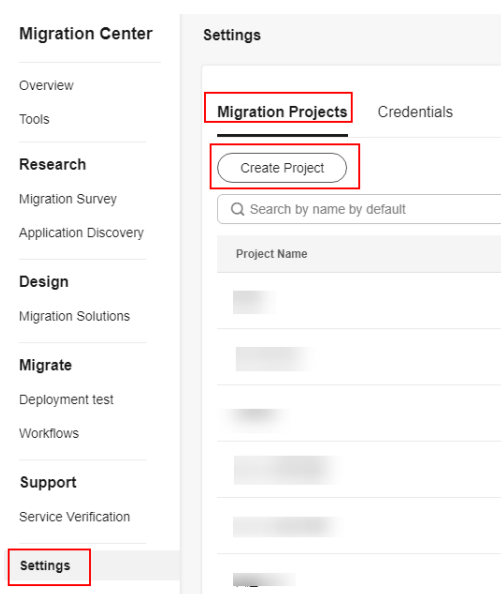 Migration Center
Overview
Tools
Research
Migration Survey
Application Discovery
Design
Migration Solutions
Migrate
Deployment test
Workflows
Support
Service Verification
Settings
Settings
Migration Projects
Credentials
Create Project
Search by name by default
Project Name